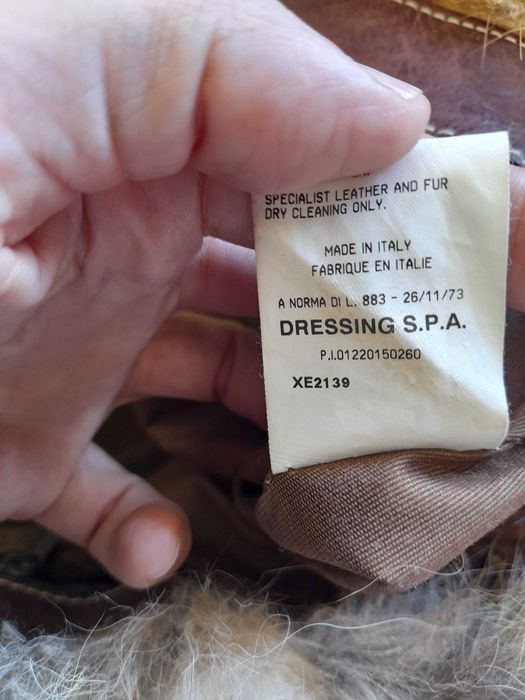 SPECIALIST LEATHER AND FUR
DRY CLEANING ONLY.
MADE IN ITALY
FABRIQUE EN ITALIE
A NORMA DI L. 883 - 26/11/73
DRESSING S.P.A.
P.I.01220150260
XE2139